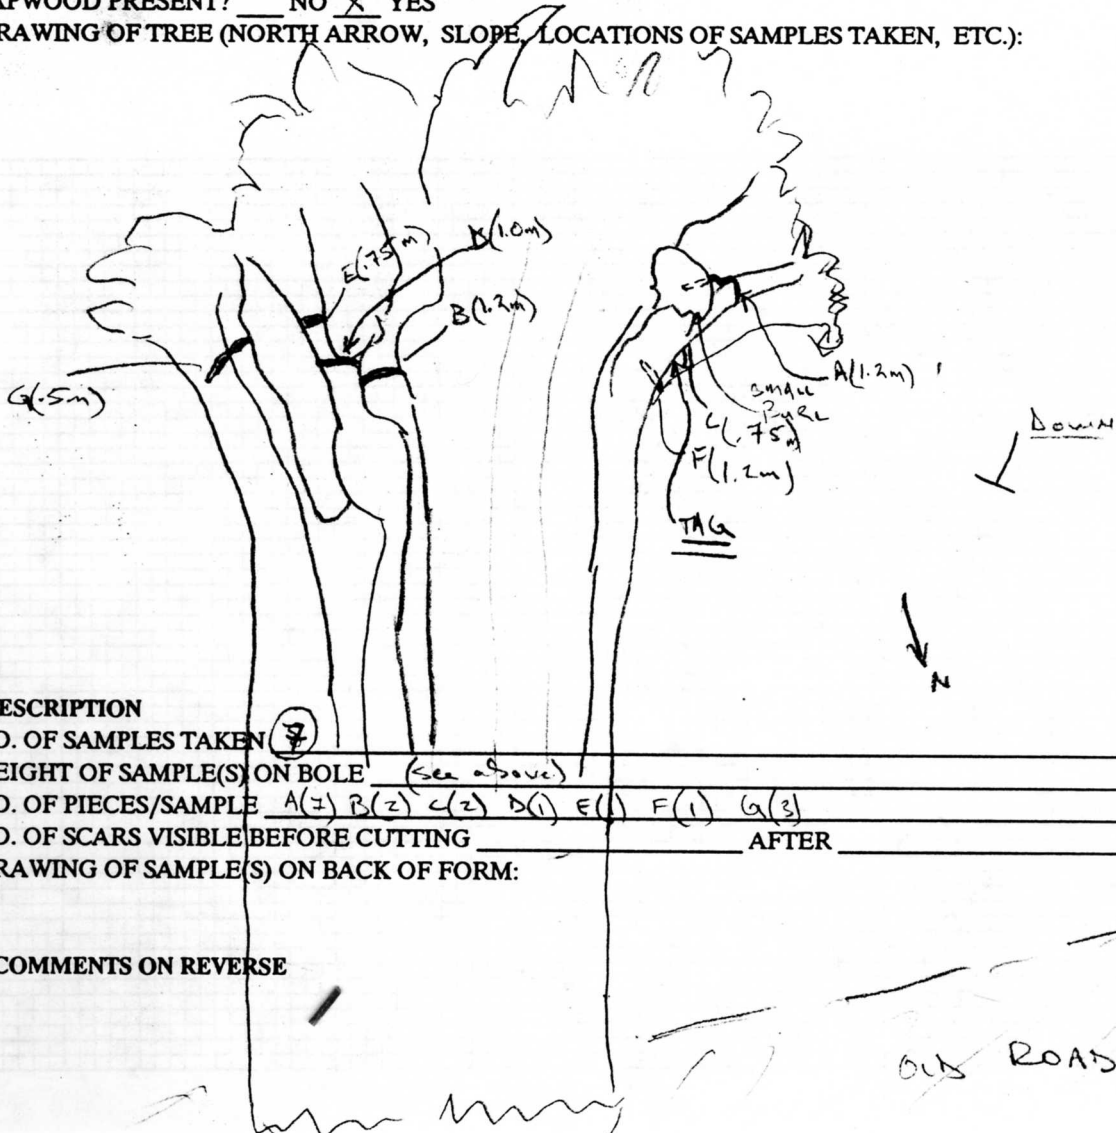 APWOOD PRESENT? ___ NO _X_ YES
RAWING OF TREE (NORTH ARROW, SLOPE, LOCATIONS OF SAMPLES TAKEN, ETC.):
D(1.0m)
E(.75m)
B(1.2m)
G(.5m)
A(1.2m)
SMALL
BURL
C(.75m)
F(1.2m)
TAG
DOWN
N
ESCRIPTION
O. OF SAMPLES TAKEN 7
EIGHT OF SAMPLE(S) ON BOLE (see above)
O. OF PIECES/SAMPLE A(7) B(2) C(2) D(1) E(1) F(1) G(3)
O. OF SCARS VISIBLE BEFORE CUTTING ___ AFTER ___
RAWING OF SAMPLE(S) ON BACK OF FORM:
COMMENTS ON REVERSE
OLD ROAD